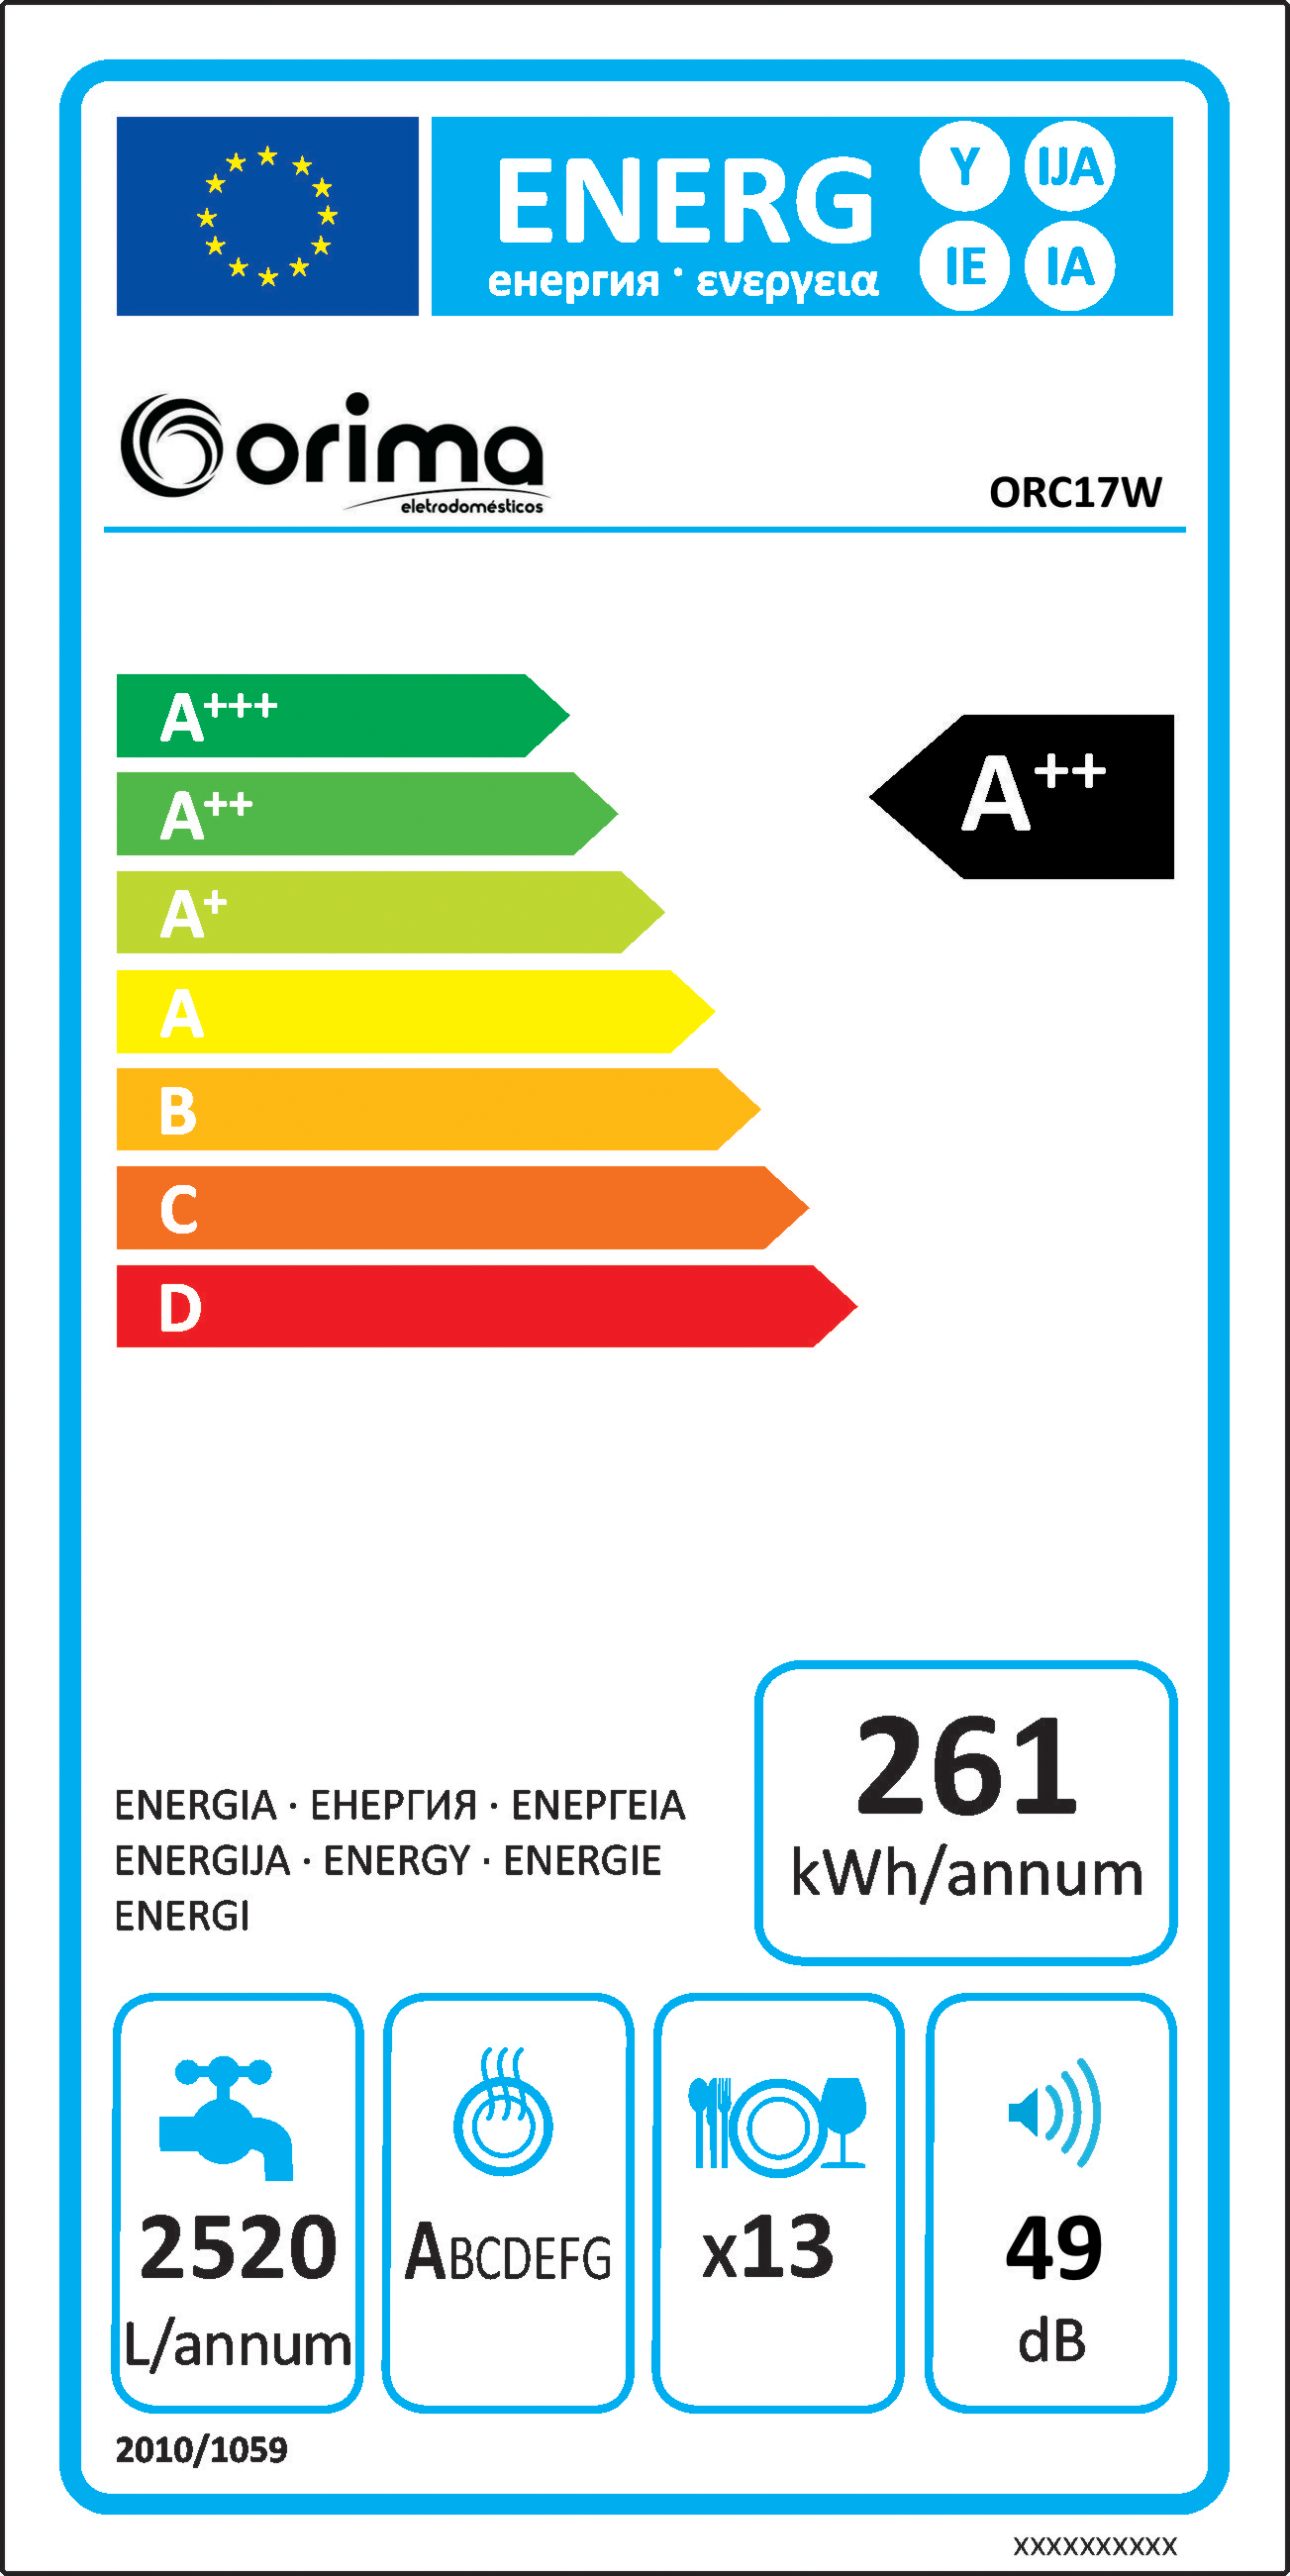 ENERG
енергия · ενεργεια
Y IJA
IE IA
orima
eletrodomésticos
ORC17W
A+++
A++
A++
A+
A
B
C
D
261
kWh/annum
ENERGIA · ЕНЕРГИЯ · ΕΝΕΡΓΕΙΑ
ENERGIJA · ENERGY · ENERGIE
ENERGI
2520
L/annum
ABCDEFG
x13
49
dB
2010/1059
XXXXXXXXXX